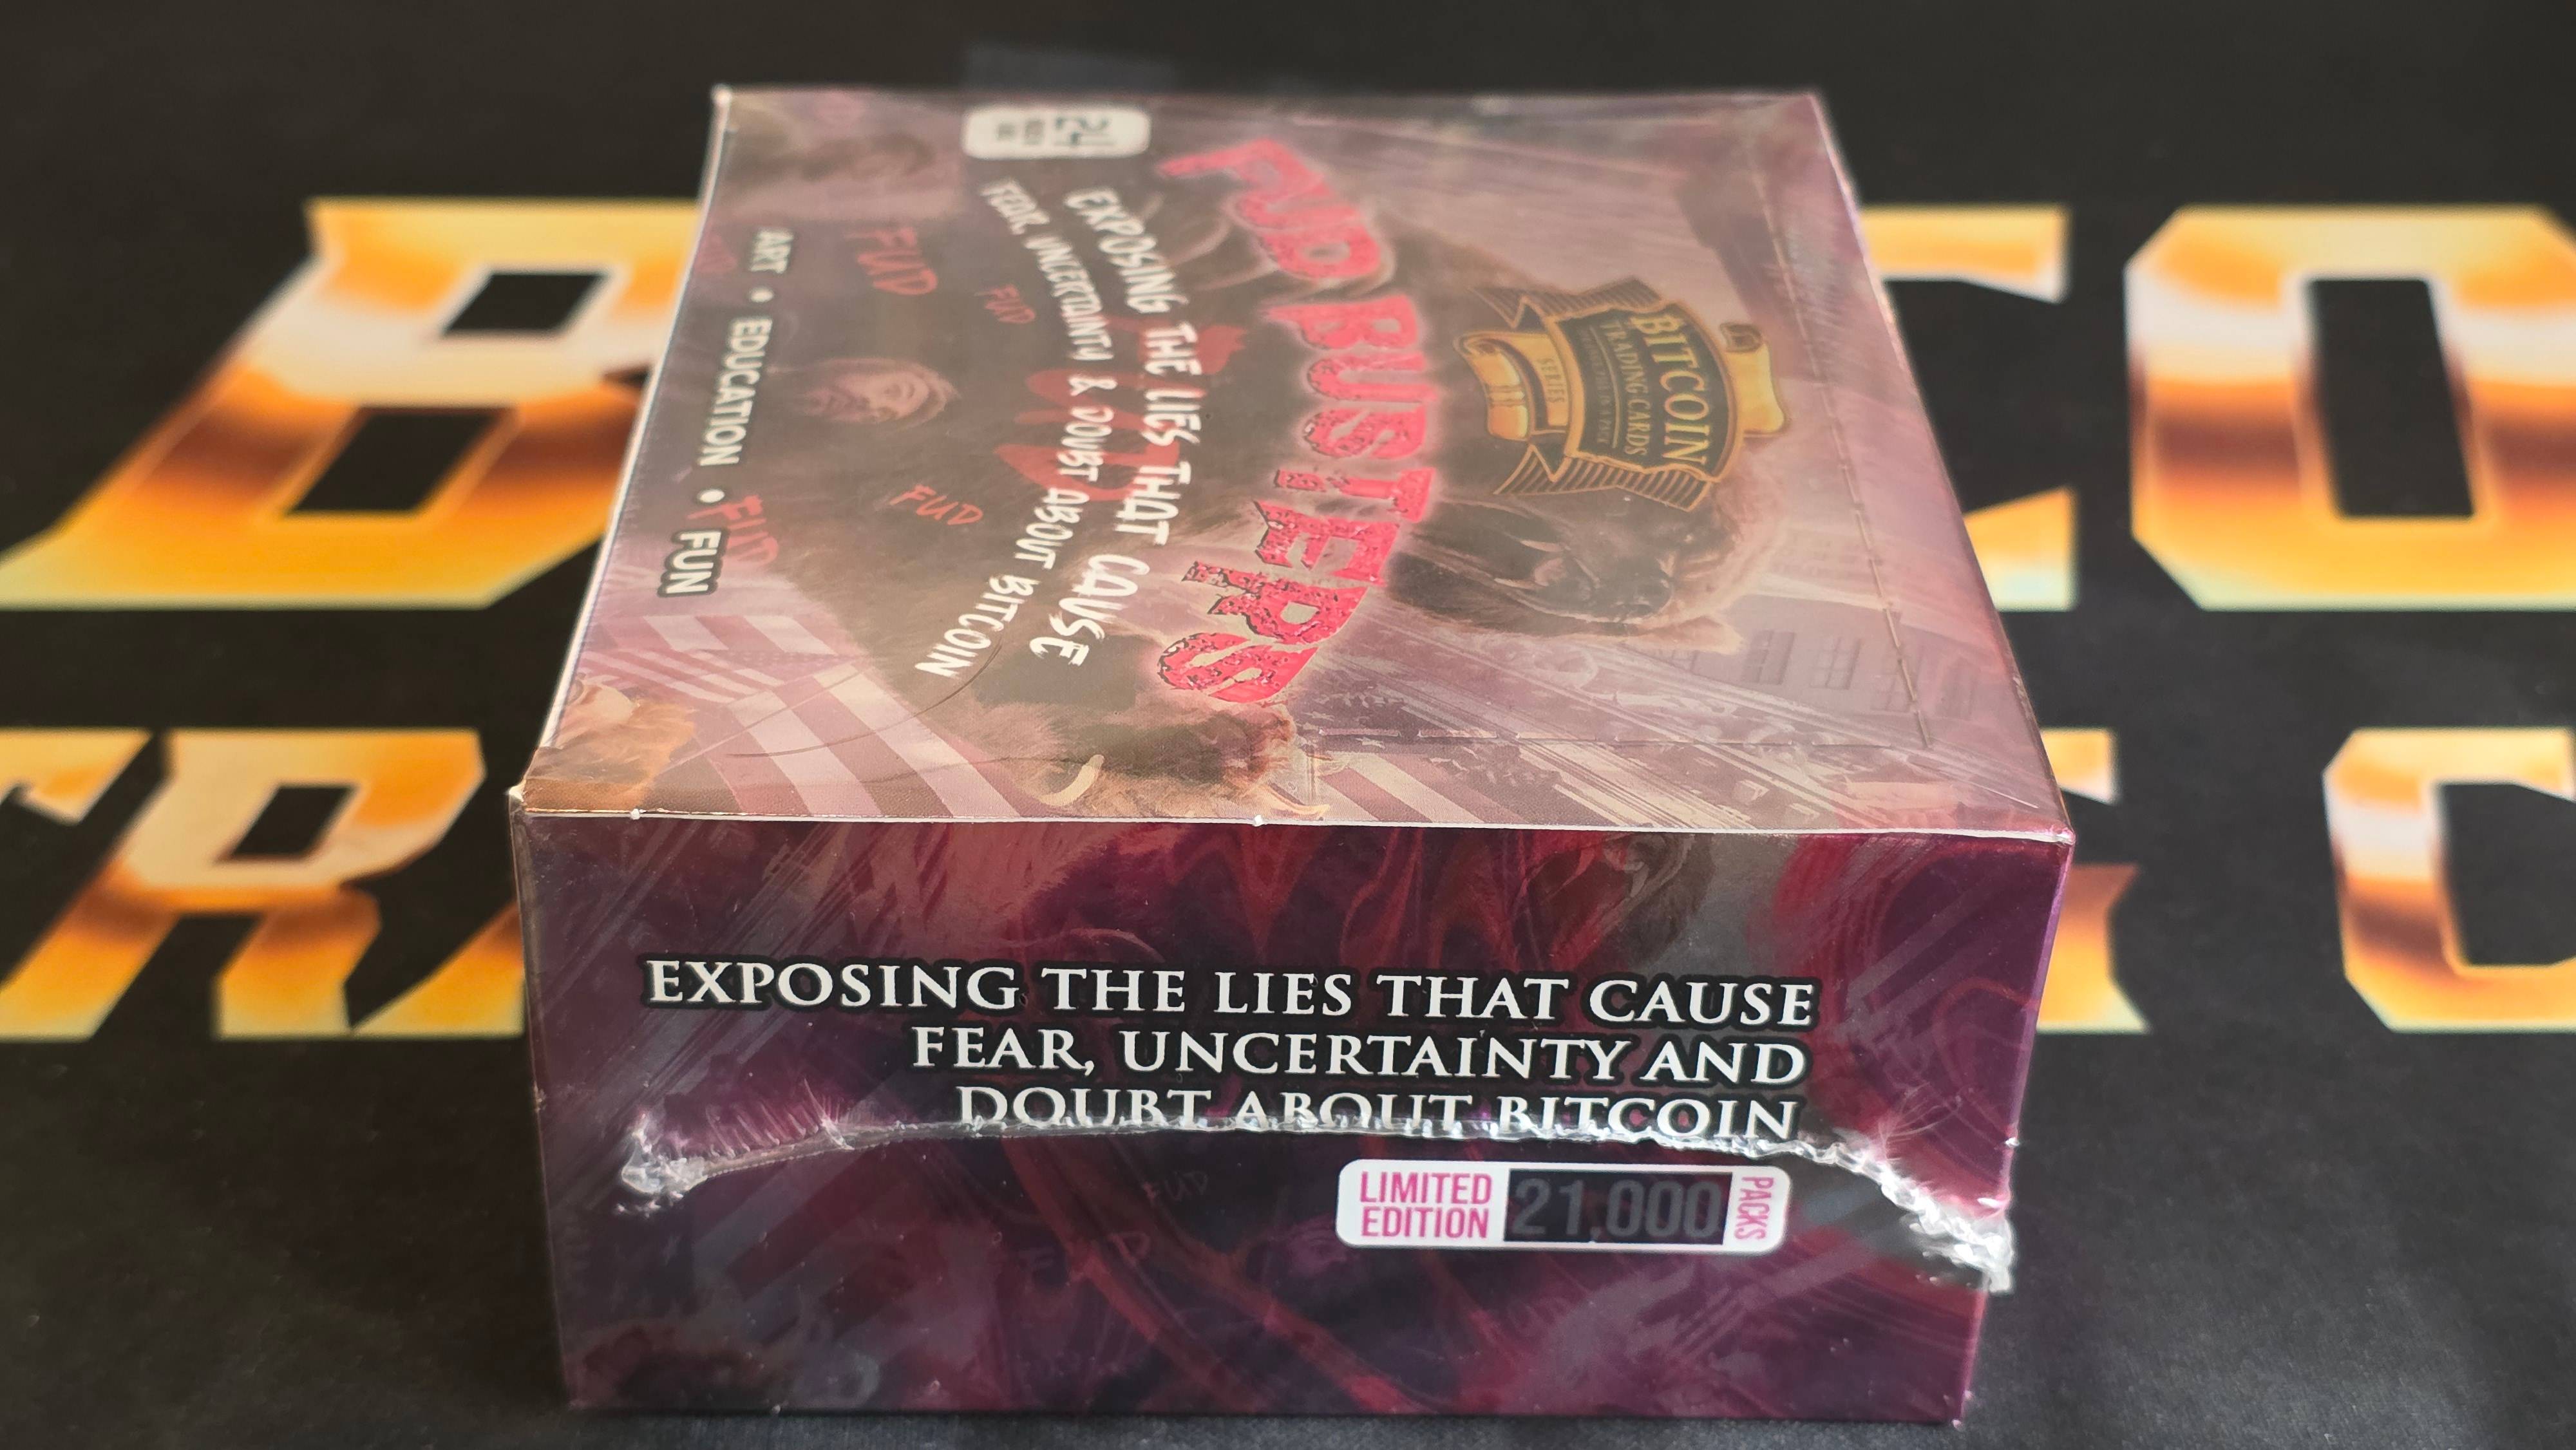 BITCOIN
TRADING CARDS
SERIES
FUD BUSTERS
EXPOSING THE LIES THAT CAUSE
FEAR, UNCERTAINTY & DOUBT ABOUT BITCOIN
24
FUD
FUD
FUD
FUD
ART • EDUCATION • FUN
EXPOSING THE LIES THAT CAUSE
FEAR, UNCERTAINTY AND
DOUBT ABOUT BITCOIN
LIMITED
EDITION
21,000
PACKS
FUD